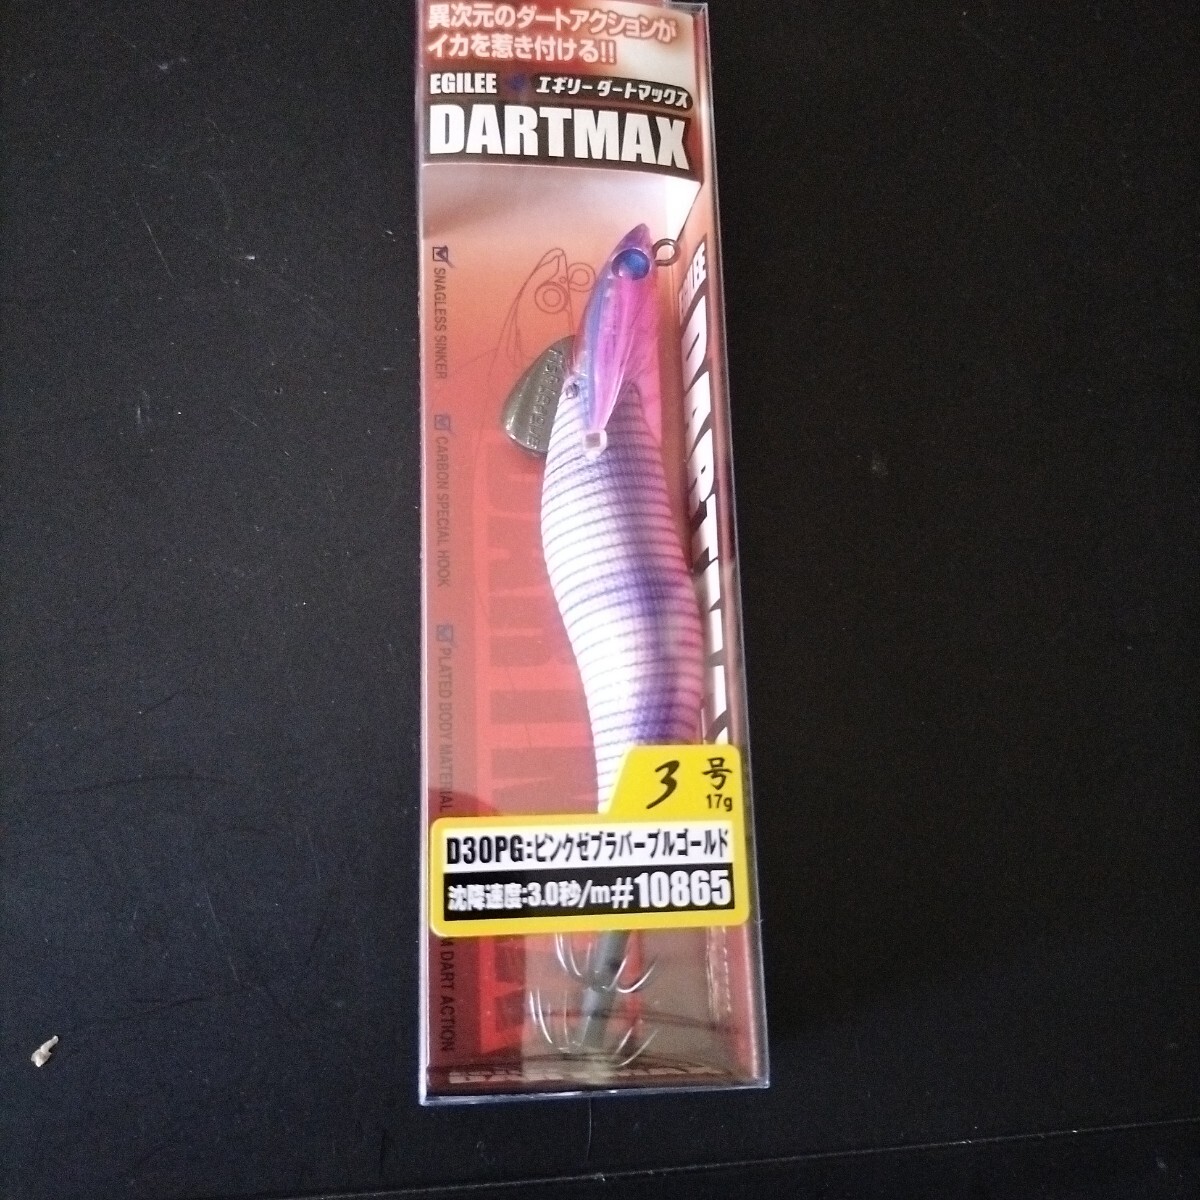 異次元のダートアクションが
イカを惹き付ける!!
EGILEE エギリーダートマックス
DARTMAX
SNAGLESS SINKER
CARBON SPECIAL HOOK
PLATED BODY MATERIAL
DART ACTION
3号
17g
D30PG:ピンクゼブラパープルゴールド
沈降速度:3.0秒/m #10865